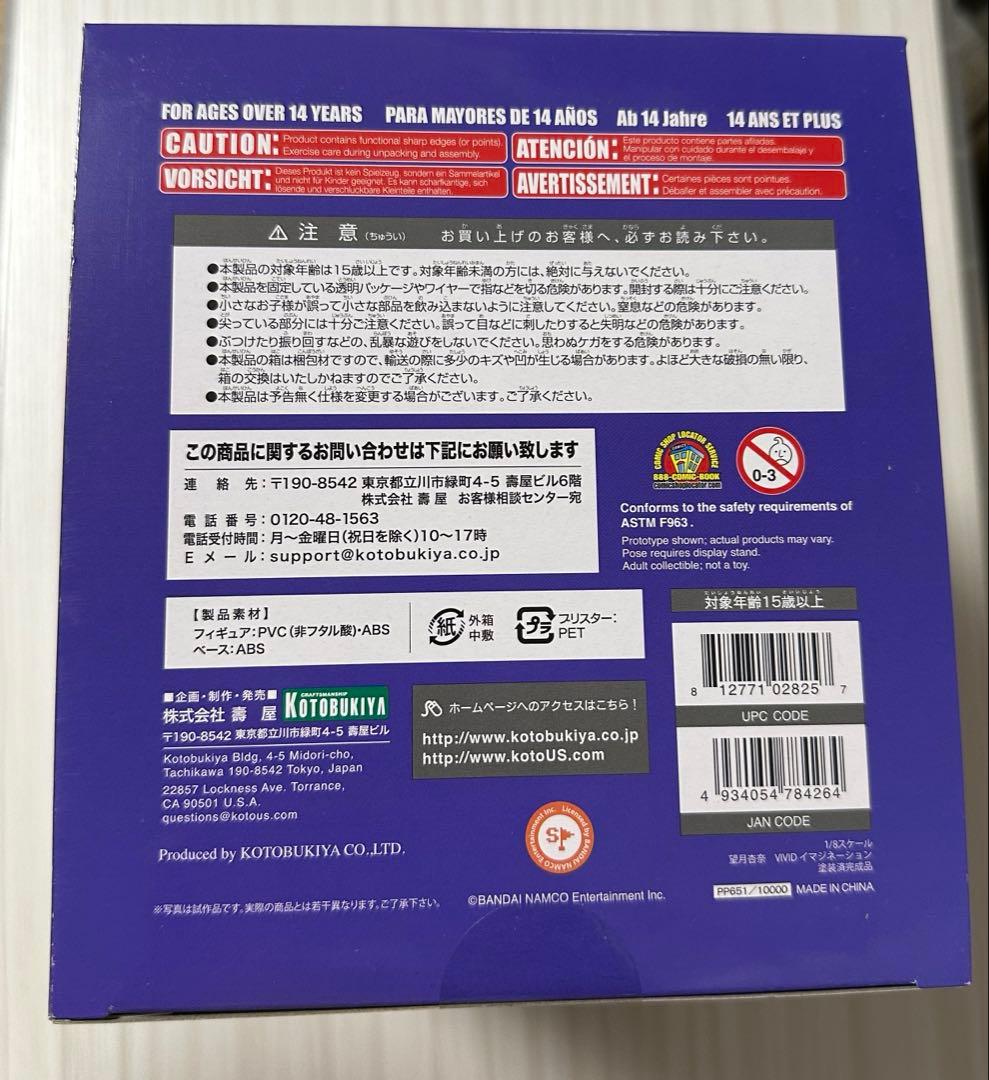 FOR AGES OVER 14 YEARS PARA MAYORES DE 14 AÑOS Ab 14 Jahre 14 ANS ET PLUS
CAUTION: Product contains functional sharp edges (or points).
Exercise care during unpacking and assembly.
ATENCIÓN: Este producto contiene partes afiladas.
Manipular con cuidado durante el desembalaje y
el proceso de montaje.
VORSICHT: Dieses Produkt ist kein Spielzeug, sondern ein Sammelartikel
und nicht für Kinder geeignet. Es kann scharfkantige, sich
lösende und verschluckbare Kleinteile enthalten.
AVERTISSEMENT: Certaines pièces sont pointues.
Déballer et assembler avec précaution.
⚠ 注意(ちゅうい) お買い上げのお客様へ、必ずお読み下さい。
●本製品の対象年齢は15歳以上です。対象年齢未満の方には、絶対に与えないでください。
●本製品を固定している透明パッケージやワイヤーで指などを切る危険があります。開封する際は十分にご注意ください。
●小さなお子様が誤って小さな部品を飲み込まないように注意してください。窒息などの危険があります。
●尖っている部分には十分ご注意ください。誤って目などに刺したりすると失明などの危険があります。
●ぶつけたり振り回すなどの、乱暴な遊びをしないでください。思わぬケガをする危険があります。
●本製品の箱は梱包材ですので、輸送の際に多少のキズや凹が生じる場合があります。よほど大きな破損の無い限り、
箱の交換はいたしかねますのでご了承ください。
●本製品は予告無く仕様を変更する場合がございます。ご了承ください。
この商品に関するお問い合わせは下記にお願い致します
連絡先:〒190-8542 東京都立川市緑町4-5 壽屋ビル6階
株式会社 壽屋 お客様相談センター宛
電話番号:0120-48-1563
電話受付時間:月〜金曜日(祝日を除く)10〜17時
Eメール:support@kotobukiya.co.jp
COMIC SHOP LOCATOR SERVICE
888-COMIC-BOOK
comicshoplocator.com
0-3
Conforms to the safety requirements of
ASTM F963.
Prototype shown; actual products may vary.
Pose requires display stand.
Adult collectible; not a toy.
【製品素材】
フィギュア:PVC(非フタル酸)・ABS
ベース:ABS
紙 外箱
中敷
プラ ブリスター:
PET
対象年齢15歳以上
8 12771 02825 7
UPC CODE
4 934054 784264
JAN CODE
■企画・制作・発売■
株式会社 壽屋
CRAFTSMANSHIP
KOTOBUKIYA
〒190-8542 東京都立川市緑町4-5 壽屋ビル
Kotobukiya Bldg, 4-5 Midori-cho,
Tachikawa 190-8542 Tokyo, Japan
22857 Lockness Ave. Torrance,
CA 90501 U.S.A.
questions@kotous.com
ホームページへのアクセスはこちら!
http://www.kotobukiya.co.jp
http://www.kotoUS.com
Produced by KOTOBUKIYA CO.,LTD.
Licensed by BANDAI NAMCO Entertainment Inc.
SP
1/8スケール
望月杏奈 VIVID イマジネーション
塗装済完成品
PP651/10000 MADE IN CHINA
※写真は試作品です。実際の商品とは若干異なります。ご了承下さい。
©BANDAI NAMCO Entertainment Inc.